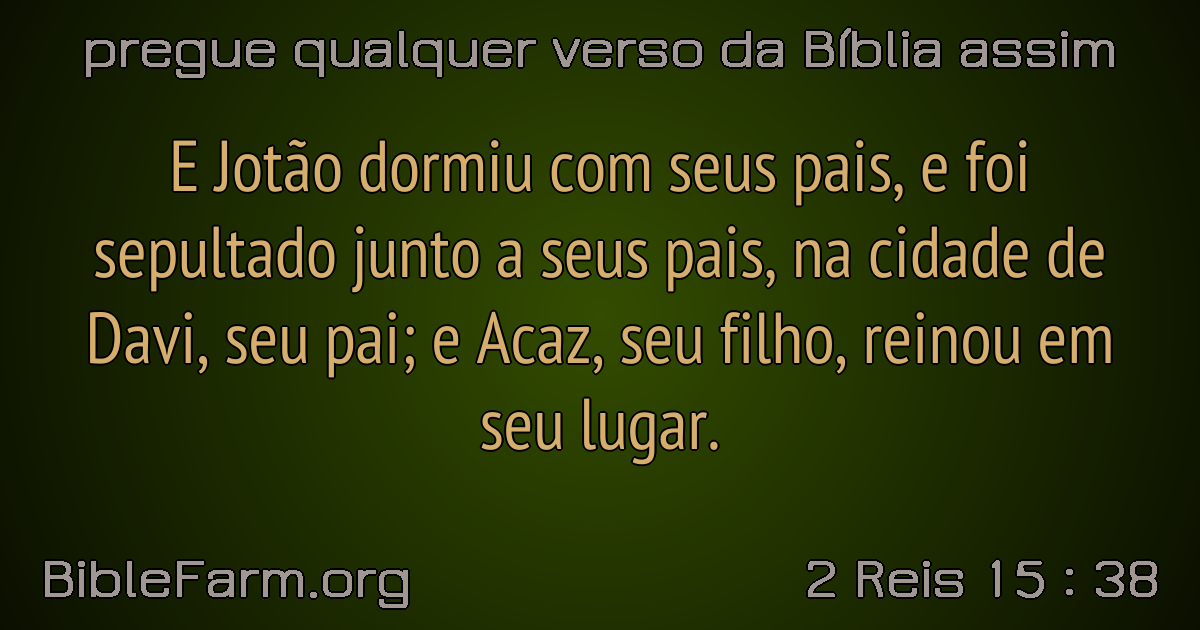 pregue qualquer verso da Bíblia assim
E Jotão dormiu com seus pais, e foi
sepultado junto a seus pais, na cidade de
Davi, seu pai; e Acaz, seu filho, reinou em
seu lugar.
BibleFarm.org
2 Reis 15 : 38